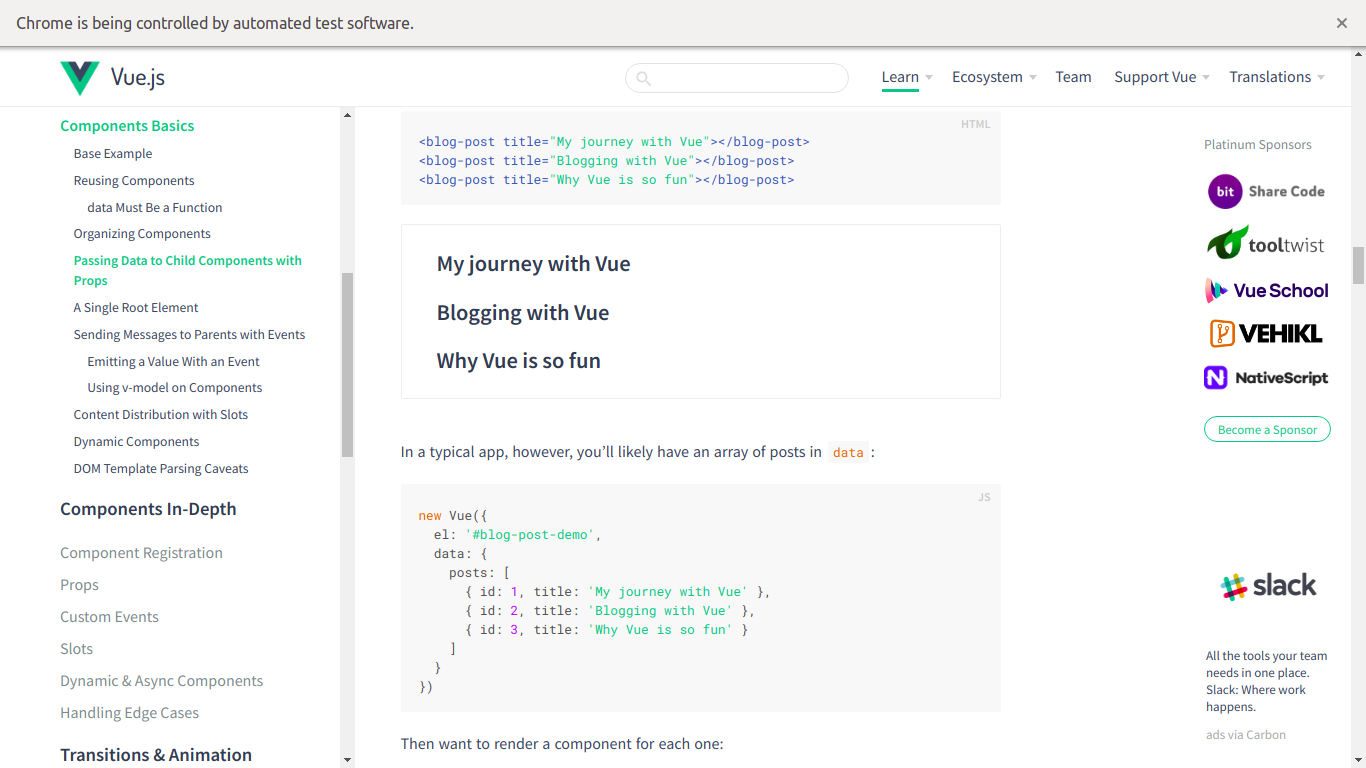 Chrome is being controlled by automated test software.
Vue.js
Learn
Ecosystem
Team
Support Vue
Translations
Components Basics
Base Example
Reusing Components
data Must Be a Function
Organizing Components
Passing Data to Child Components with
Props
A Single Root Element
Sending Messages to Parents with Events
Emitting a Value With an Event
Using v-model on Components
Content Distribution with Slots
Dynamic Components
DOM Template Parsing Caveats
Components In-Depth
Component Registration
Props
Custom Events
Slots
Dynamic & Async Components
Handling Edge Cases
Transitions & Animation
HTML
<blog-post title="My journey with Vue"></blog-post>
<blog-post title="Blogging with Vue"></blog-post>
<blog-post title="Why Vue is so fun"></blog-post>
My journey with Vue
Blogging with Vue
Why Vue is so fun
In a typical app, however, you’ll likely have an array of posts in data :
JS
new Vue({
  el: '#blog-post-demo',
  data: {
    posts: [
      { id: 1, title: 'My journey with Vue' },
      { id: 2, title: 'Blogging with Vue' },
      { id: 3, title: 'Why Vue is so fun' }
    ]
  }
})
Then want to render a component for each one:
Platinum Sponsors
bit Share Code
tooltwist
Vue School
VEHIKL
NativeScript
Become a Sponsor
slack
All the tools your team
needs in one place.
Slack: Where work
happens.
ads via Carbon